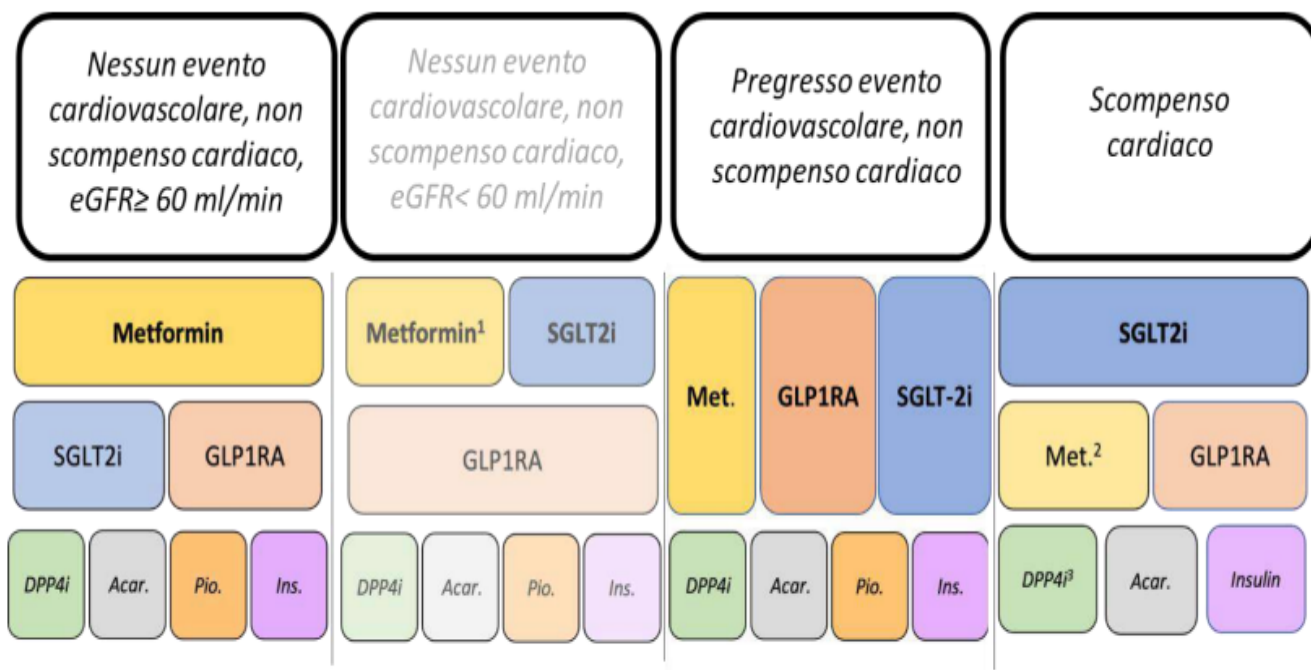 Nessun evento
cardiovascolare, non
scompenso cardiaco,
eGFR≥ 60 ml/min
Nessun evento
cardiovascolare, non
scompenso cardiaco,
eGFR< 60 ml/min
Pregresso evento
cardiovascolare, non
scompenso cardiaco
Scompenso
cardiaco
Metformin
SGLT2i
GLP1RA
DPP4i
Acar.
Pio.
Ins.
Metformin¹
SGLT2i
GLP1RA
DPP4i
Acar.
Pio.
Ins.
Met.
GLP1RA
SGLT-2i
DPP4i
Acar.
Pio.
Ins.
SGLT2i
Met.²
GLP1RA
DPP4i³
Acar.
Insulin